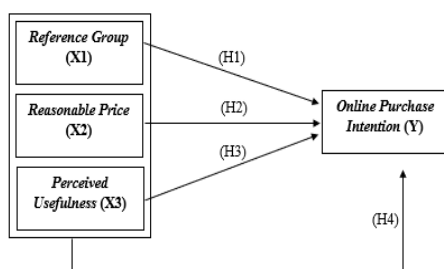 Reference Group
(X1)
(H1)
Reasonable Price
(X2)
(H2)
Online Purchase
Intention (Y)
(H3)
Perceived
Usefulness (X3)
(H4)